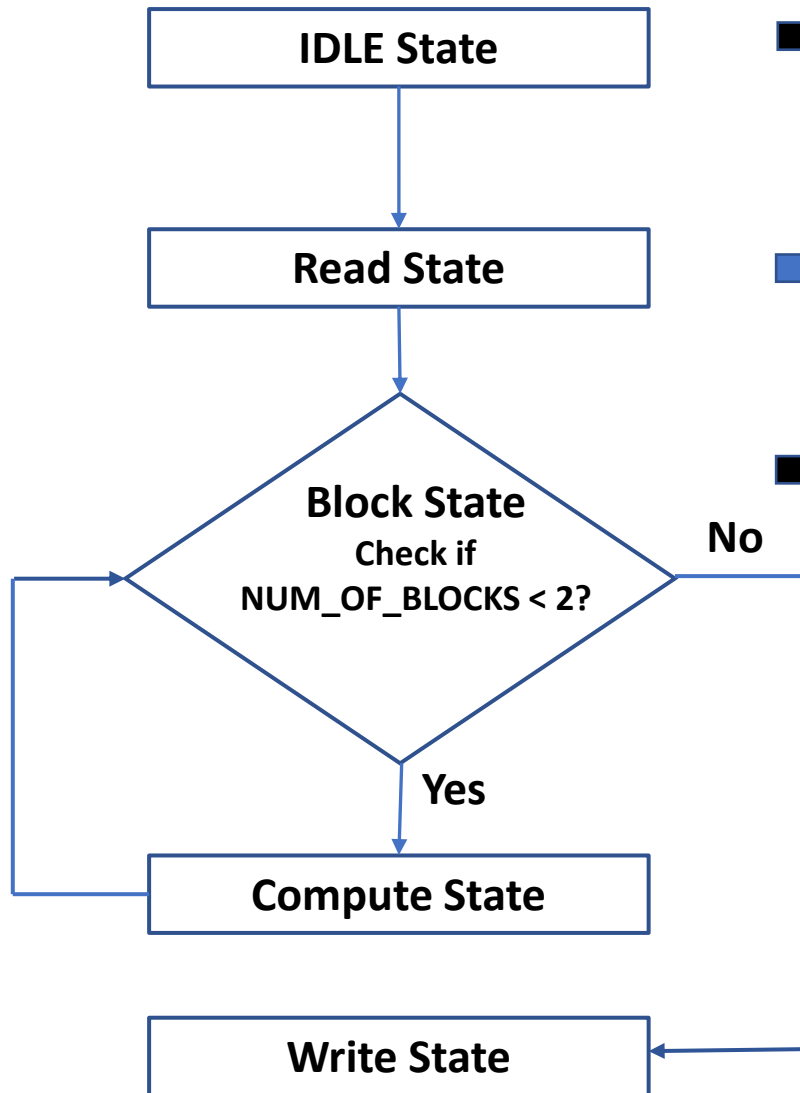 IDLE State
Read State
Block State
Check if
NUM_OF_BLOCKS < 2?
No
Yes
Compute State
Write State